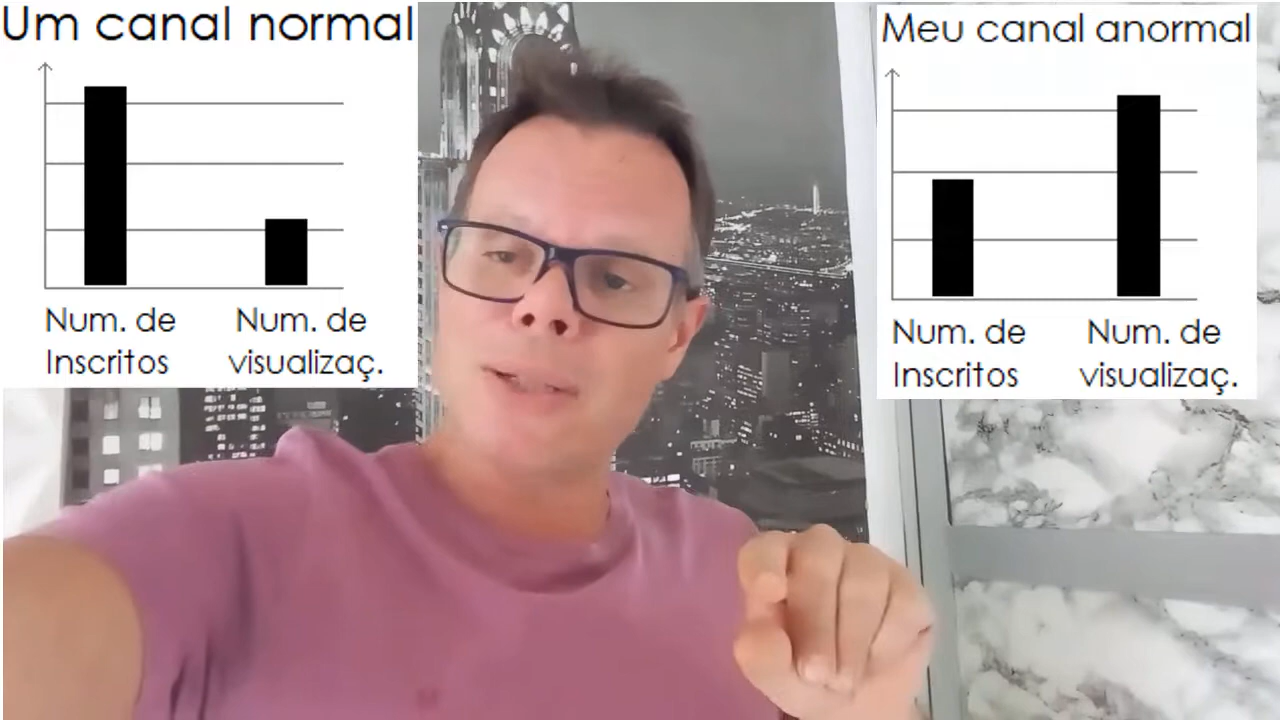 Um canal normal
Num. de
Inscritos
Num. de
visualizaç.
Meu canal anormal
Num. de
Inscritos
Num. de
visualizaç.